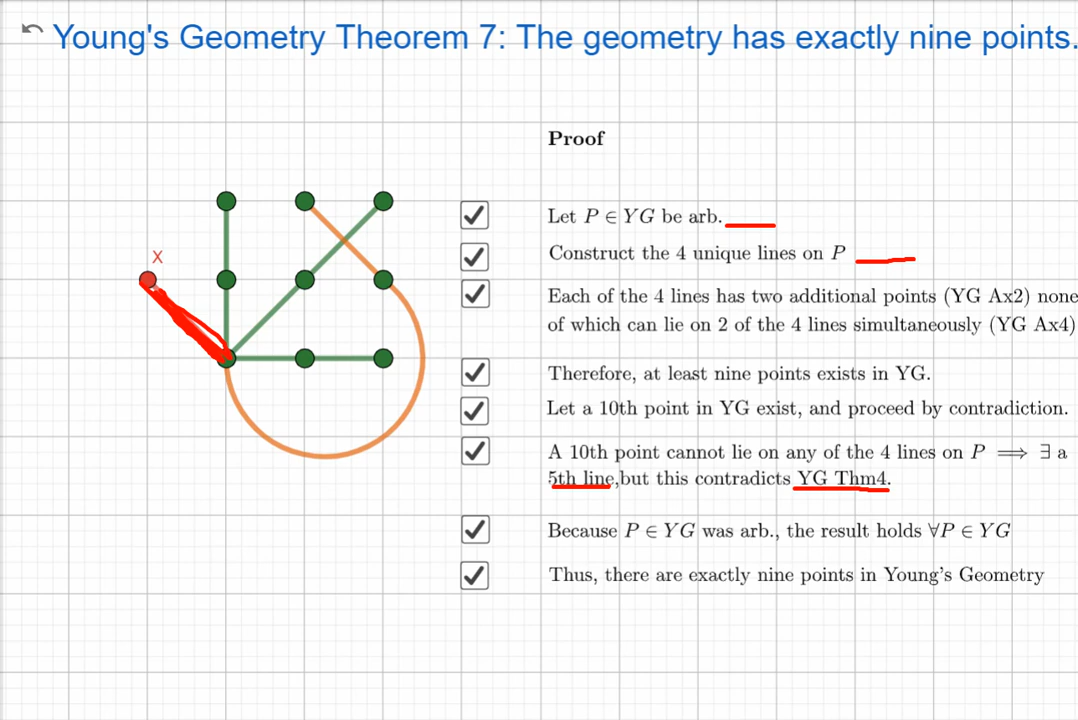 Young's Geometry Theorem 7: The geometry has exactly nine points.
Proof
X
Let P ∈ YG be arb.
Construct the 4 unique lines on P
Each of the 4 lines has two additional points (YG Ax2) none
of which can lie on 2 of the 4 lines simultaneously (YG Ax4)
Therefore, at least nine points exists in YG.
Let a 10th point in YG exist, and proceed by contradiction.
A 10th point cannot lie on any of the 4 lines on P ⟹ ∃ a
5th line,but this contradicts YG Thm4.
Because P ∈ YG was arb., the result holds ∀P ∈ YG
Thus, there are exactly nine points in Young's Geometry